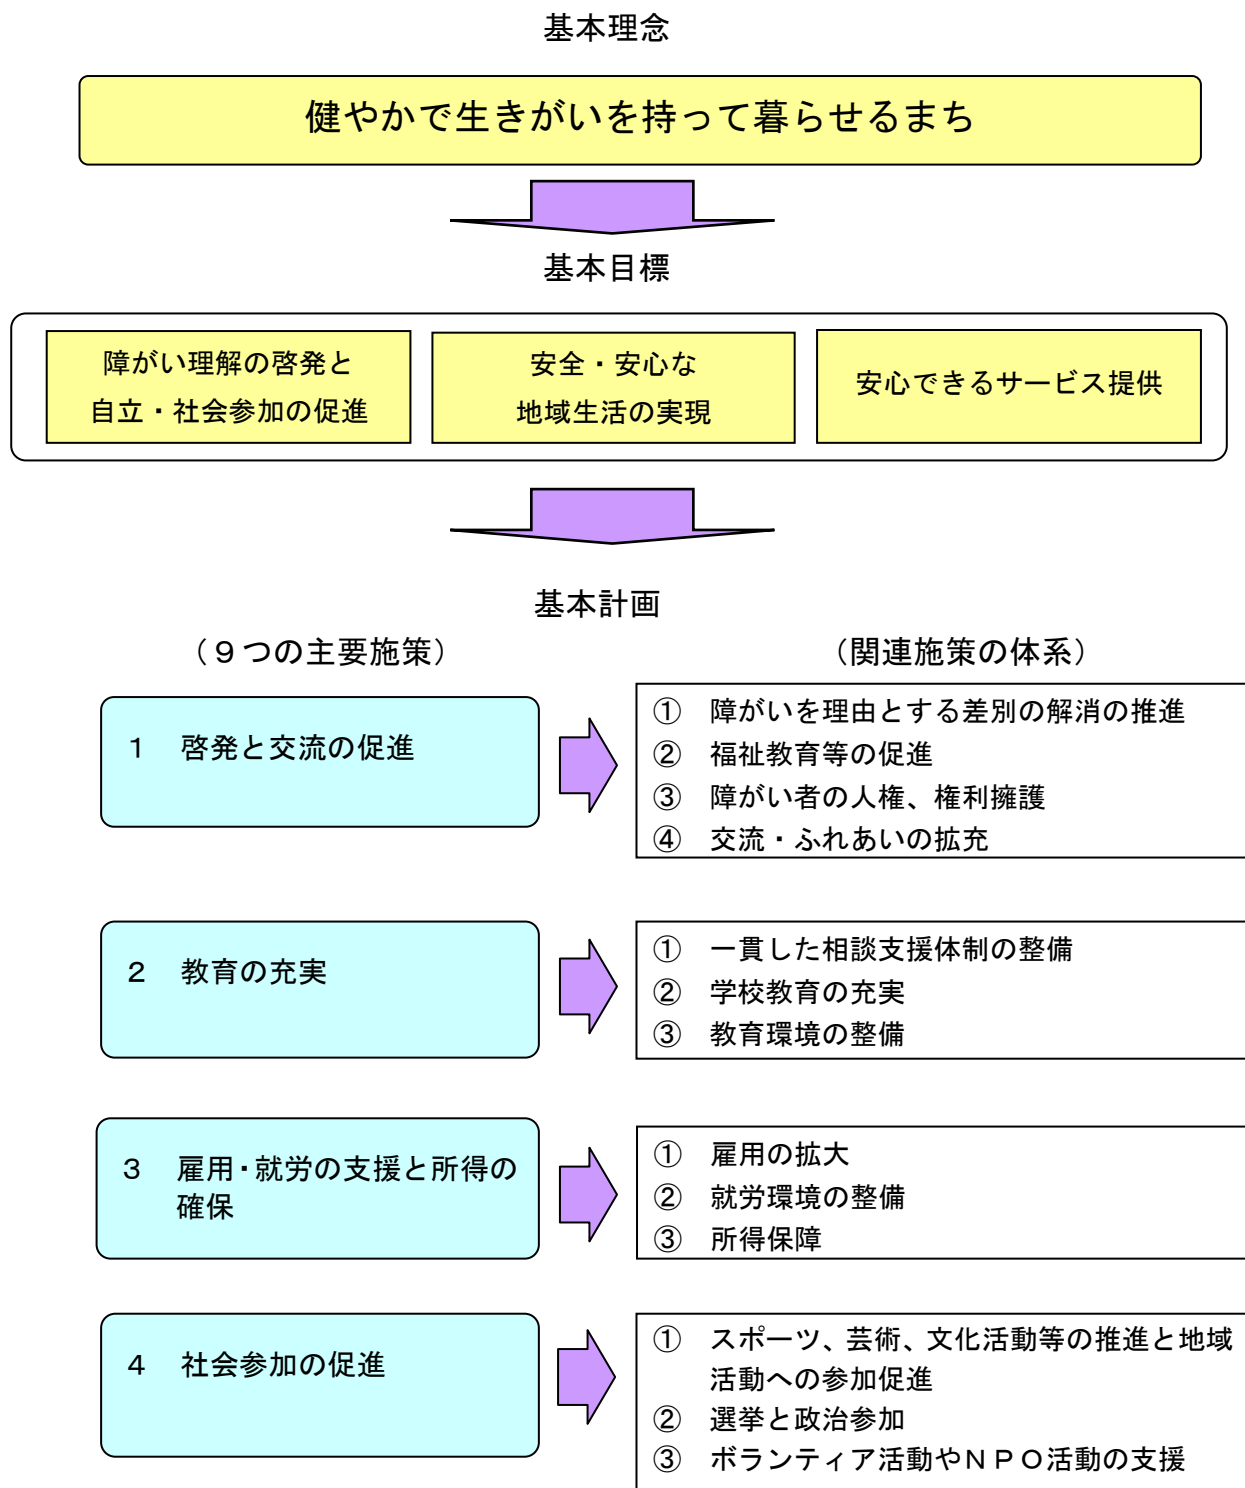 基本理念
健やかで生きがいを持って暮らせるまち
基本目標
障がい理解の啓発と
自立・社会参加の促進
安全・安心な
地域生活の実現
安心できるサービス提供
基本計画
（９つの主要施策）
（関連施策の体系）
１　啓発と交流の促進
①　障がいを理由とする差別の解消の推進
②　福祉教育等の促進
③　障がい者の人権、権利擁護
④　交流・ふれあいの拡充
２　教育の充実
①　一貫した相談支援体制の整備
②　学校教育の充実
③　教育環境の整備
３　雇用・就労の支援と所得の
確保
①　雇用の拡大
②　就労環境の整備
③　所得保障
４　社会参加の促進
①　スポーツ、芸術、文化活動等の推進と地域
活動への参加促進
②　選挙と政治参加
③　ボランティア活動やＮＰＯ活動の支援